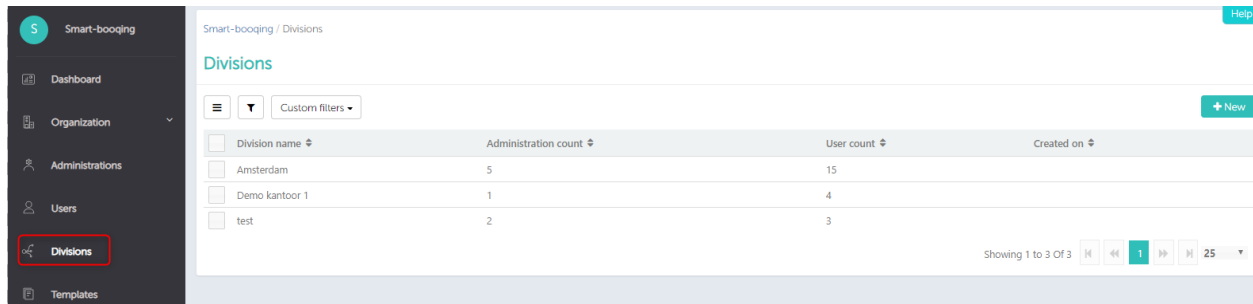 S Smart-booqing
Dashboard
Organization
Administrations
Users
Divisions
Templates
Help
Smart-booqing / Divisions
Divisions
Custom filters
+ New
Division name Administration count User count Created on
Amsterdam 5 15
Demo kantoor 1 1 4
test 2 3
Showing 1 to 3 Of 3 1 25